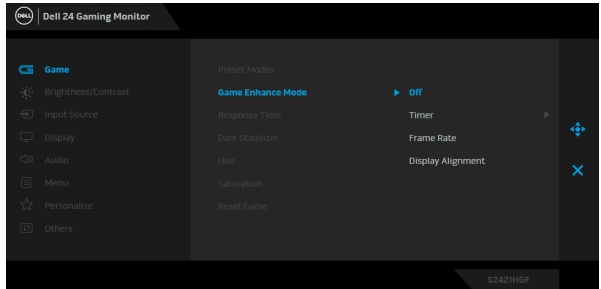 DELL
Dell 24 Gaming Monitor
Game
Brightness/Contrast
Input Source
Display
Audio
Menu
Personalize
Others
Preset Modes
Game Enhance Mode
Response Time
Dark Stabilizer
Hue
Saturation
Reset Game
Off
Timer
Frame Rate
Display Alignment
S2421HGF